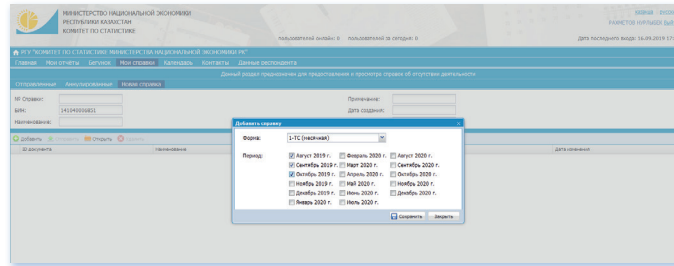 МИНИСТЕРСТВО НАЦИОНАЛЬНОЙ ЭКОНОМИКИ
РЕСПУБЛИКИ КАЗАХСТАН
КОМИТЕТ ПО СТАТИСТИКЕ
пользователей онлайн: 0 пользователей за сегодня: 0
Дата последнего входа: 16.09.2019 17:
РГУ "КОМИТЕТ ПО СТАТИСТИКЕ МИНИСТЕРСТВА НАЦИОНАЛЬНОЙ ЭКОНОМИКИ РК"
Главная Мои отчёты Бегунок Мои справки Календарь Контакты Данные респондента
Данный раздел предназначен для предоставления и просмотра справок об отсутствии деятельности
Отправленные Аннулированные Новая справка
№ Справки: Примечание:
БИН: Дата создания:
Наименование:
Добавить Открыть Удалить
ID документа Наименование Дата изменения
Добавить справку
Форма: 1-ТС (месячная)
Период: Август 2019 г. Февраль 2020 г. Август 2020 г.
Сентябрь 2019 г. Март 2020 г. Сентябрь 2020 г.
Октябрь 2019 г. Апрель 2020 г. Октябрь 2020 г.
Ноябрь 2019 г. Май 2020 г. Ноябрь 2020 г.
Декабрь 2019 г. Июнь 2020 г. Декабрь 2020 г.
Январь 2020 г. Июль 2020 г.
Сохранить Закрыть